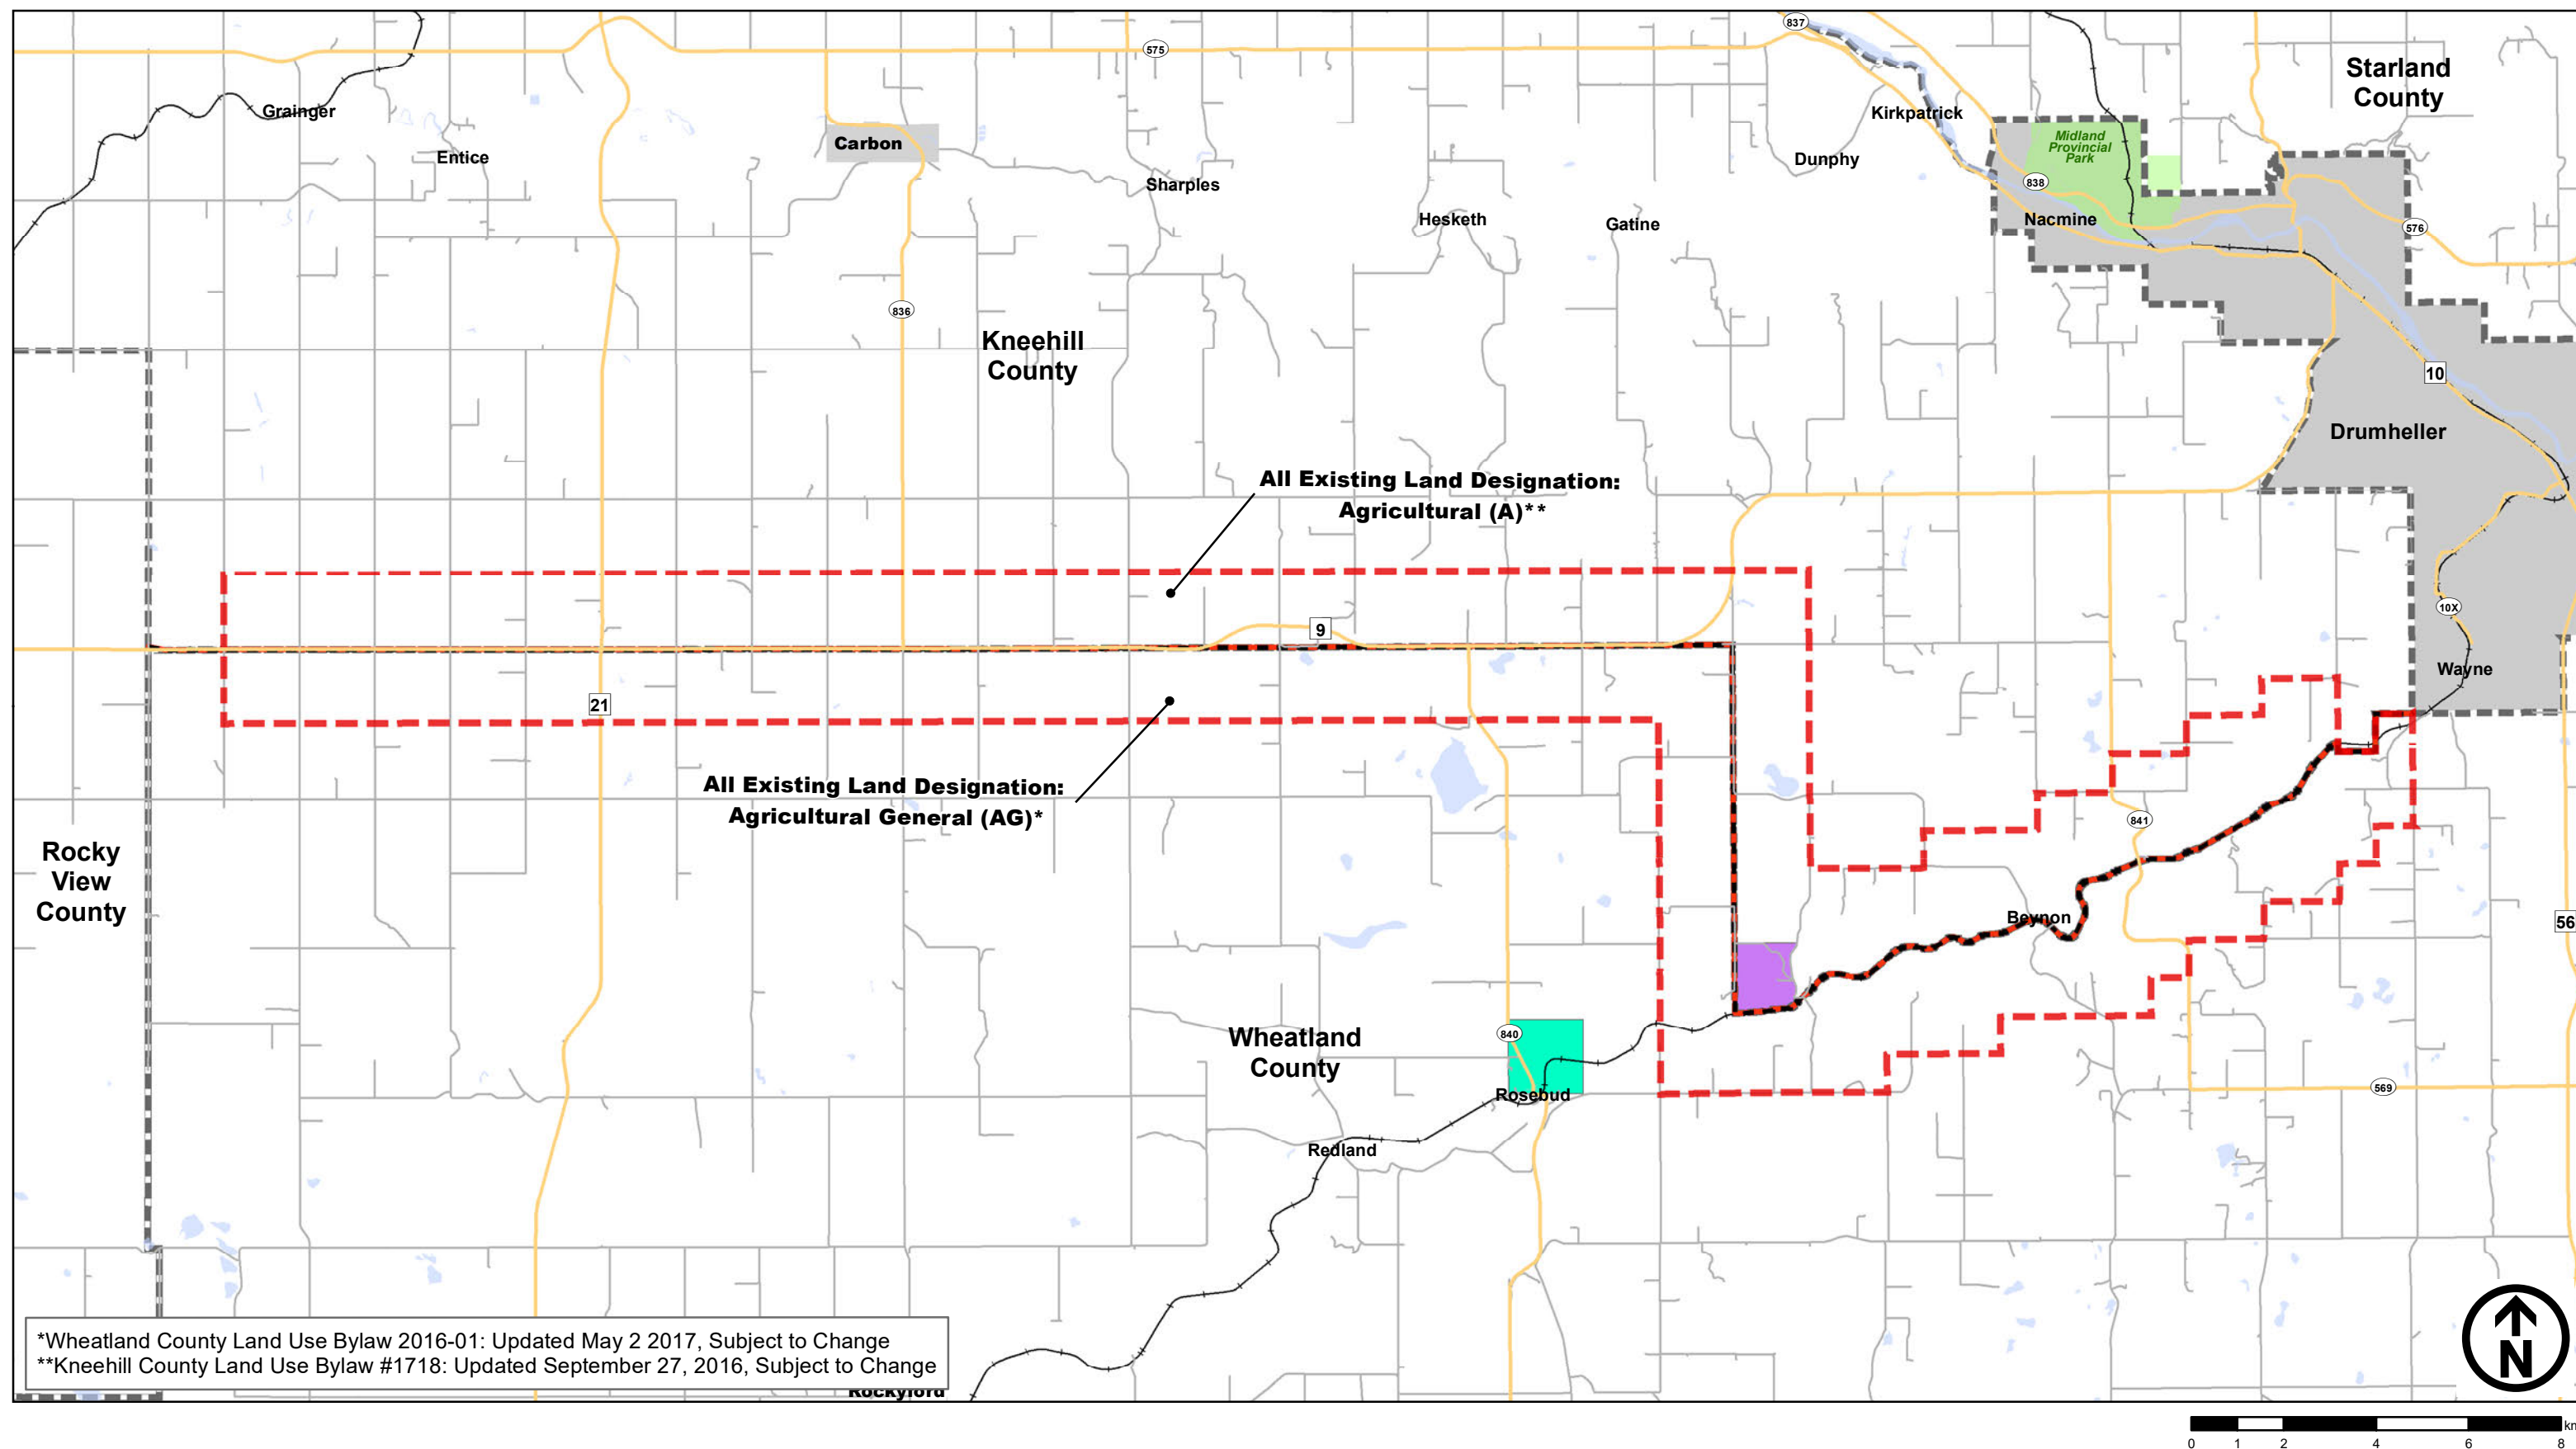 837
575
Starland
County
Grainger
Kirkpatrick
Carbon
Midland
Provincial
Park
Entice
Dunphy
Sharples
838
Hesketh
Gatine
Nacmine
576
836
Kneehill
County
10
Drumheller
All Existing Land Designation:
Agricultural (A)**
10X
9
Wayne
21
All Existing Land Designation:
Agricultural General (AG)*
841
Rocky
View
County
Beynon
56
Wheatland
County
840
569
Rosebud
Redland
*Wheatland County Land Use Bylaw 2016-01: Updated May 2 2017, Subject to Change
**Kneehill County Land Use Bylaw #1718: Updated September 27, 2016, Subject to Change
Rockyford
N
km
0 1 2 4 6 8